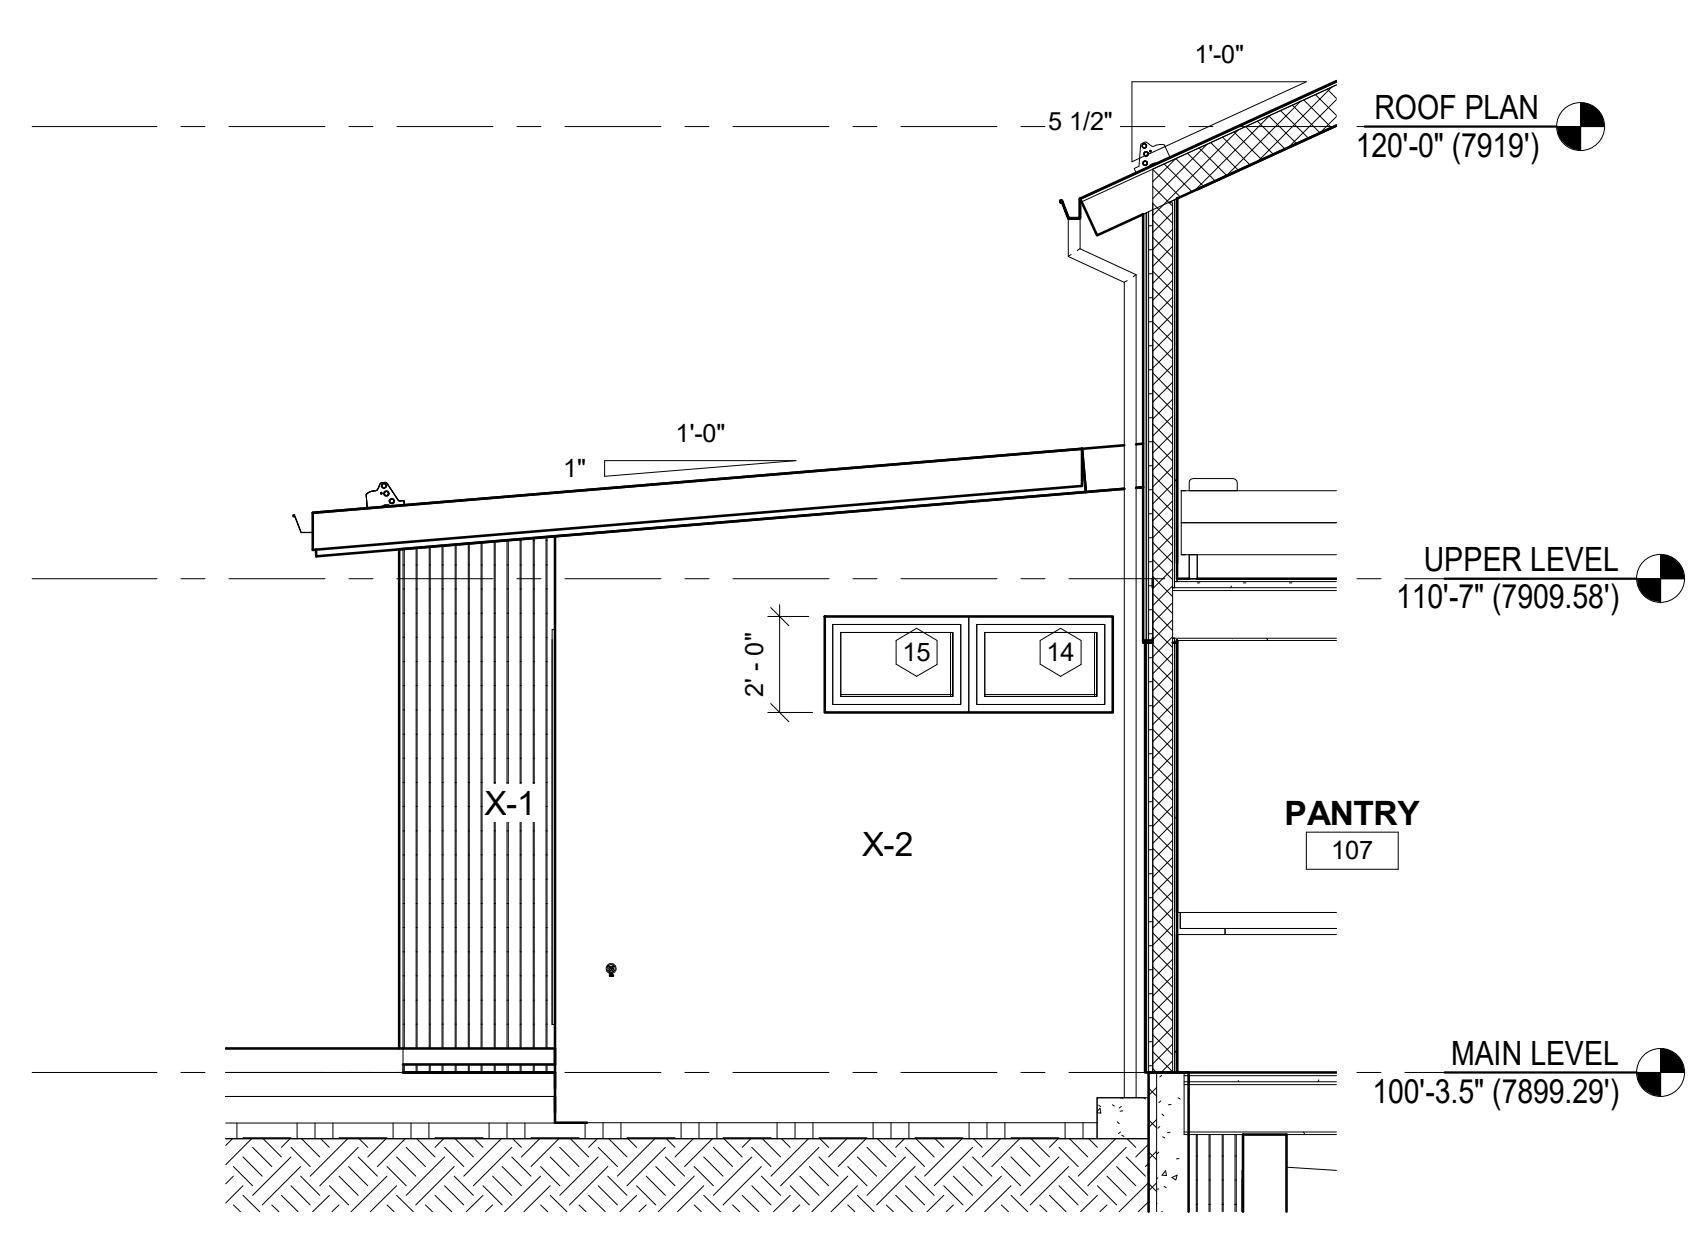 1'-0"
5 1/2"
ROOF PLAN
120'-0" (7919')
1'-0"
1"
UPPER LEVEL
110'-7" (7909.58')
2' - 0"
15
14
X-1
X-2
PANTRY
107
MAIN LEVEL
100'-3.5" (7899.29')